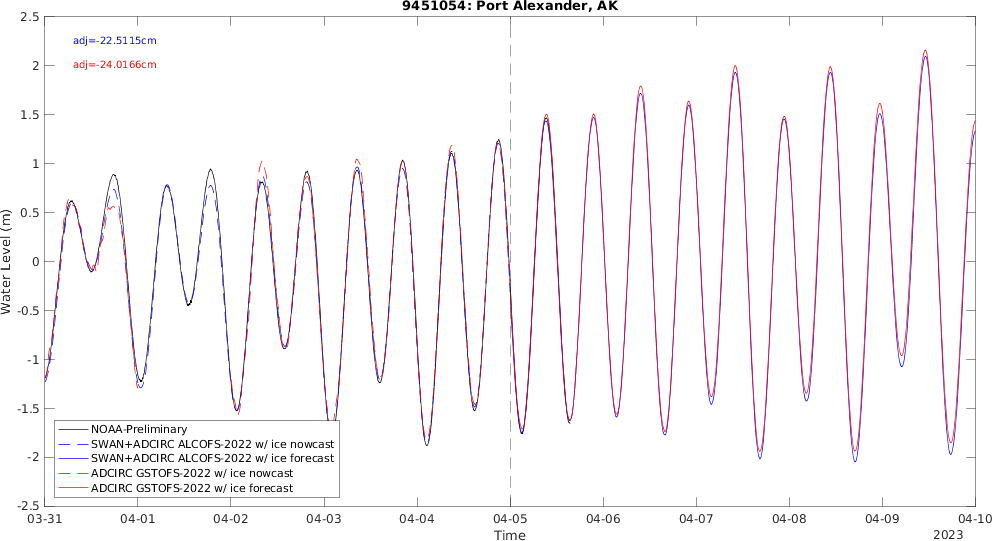 9451054: Port Alexander, AK
adj=-22.5115cm
adj=-24.0166cm
2.5
2
1.5
1
0.5
0
-0.5
-1
-1.5
-2
-2.5
Water Level (m)
NOAA-Preliminary
SWAN+ADCIRC ALCOFS-2022 w/ ice nowcast
SWAN+ADCIRC ALCOFS-2022 w/ ice forecast
ADCIRC GSTOFS-2022 w/ ice nowcast
ADCIRC GSTOFS-2022 w/ ice forecast
03-31 04-01 04-02 04-03 04-04 04-05 04-06 04-07 04-08 04-09 04-10
Time
2023